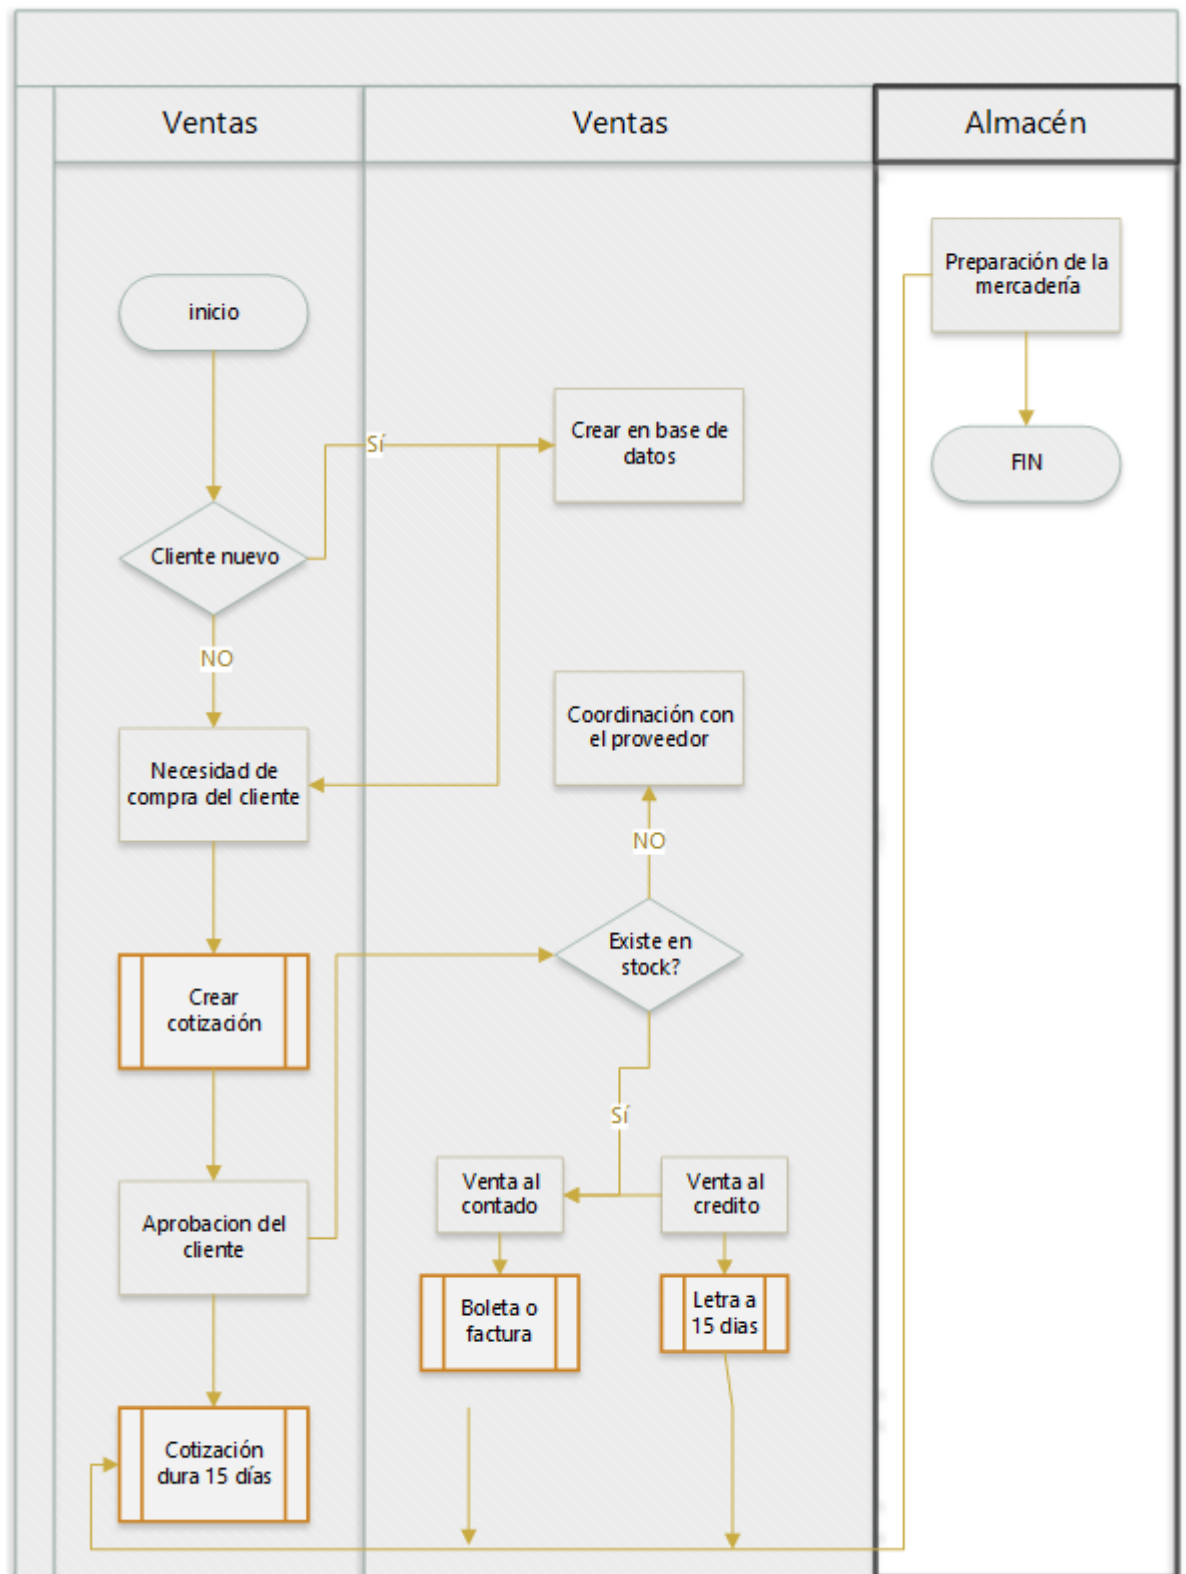 Ventas
Ventas
Almacén
inicio
Cliente nuevo
NO
Necesidad de
compra del cliente
Crear
cotización
Aprobacion del
cliente
Cotización
dura 15 días
Sí
Crear en base de
datos
Coordinación con
el proveedor
NO
Existe en
stock?
Sí
Venta al
contado
Venta al
credito
Boleta o
factura
Letra a
15 dias
Preparación de la
mercadería
FIN